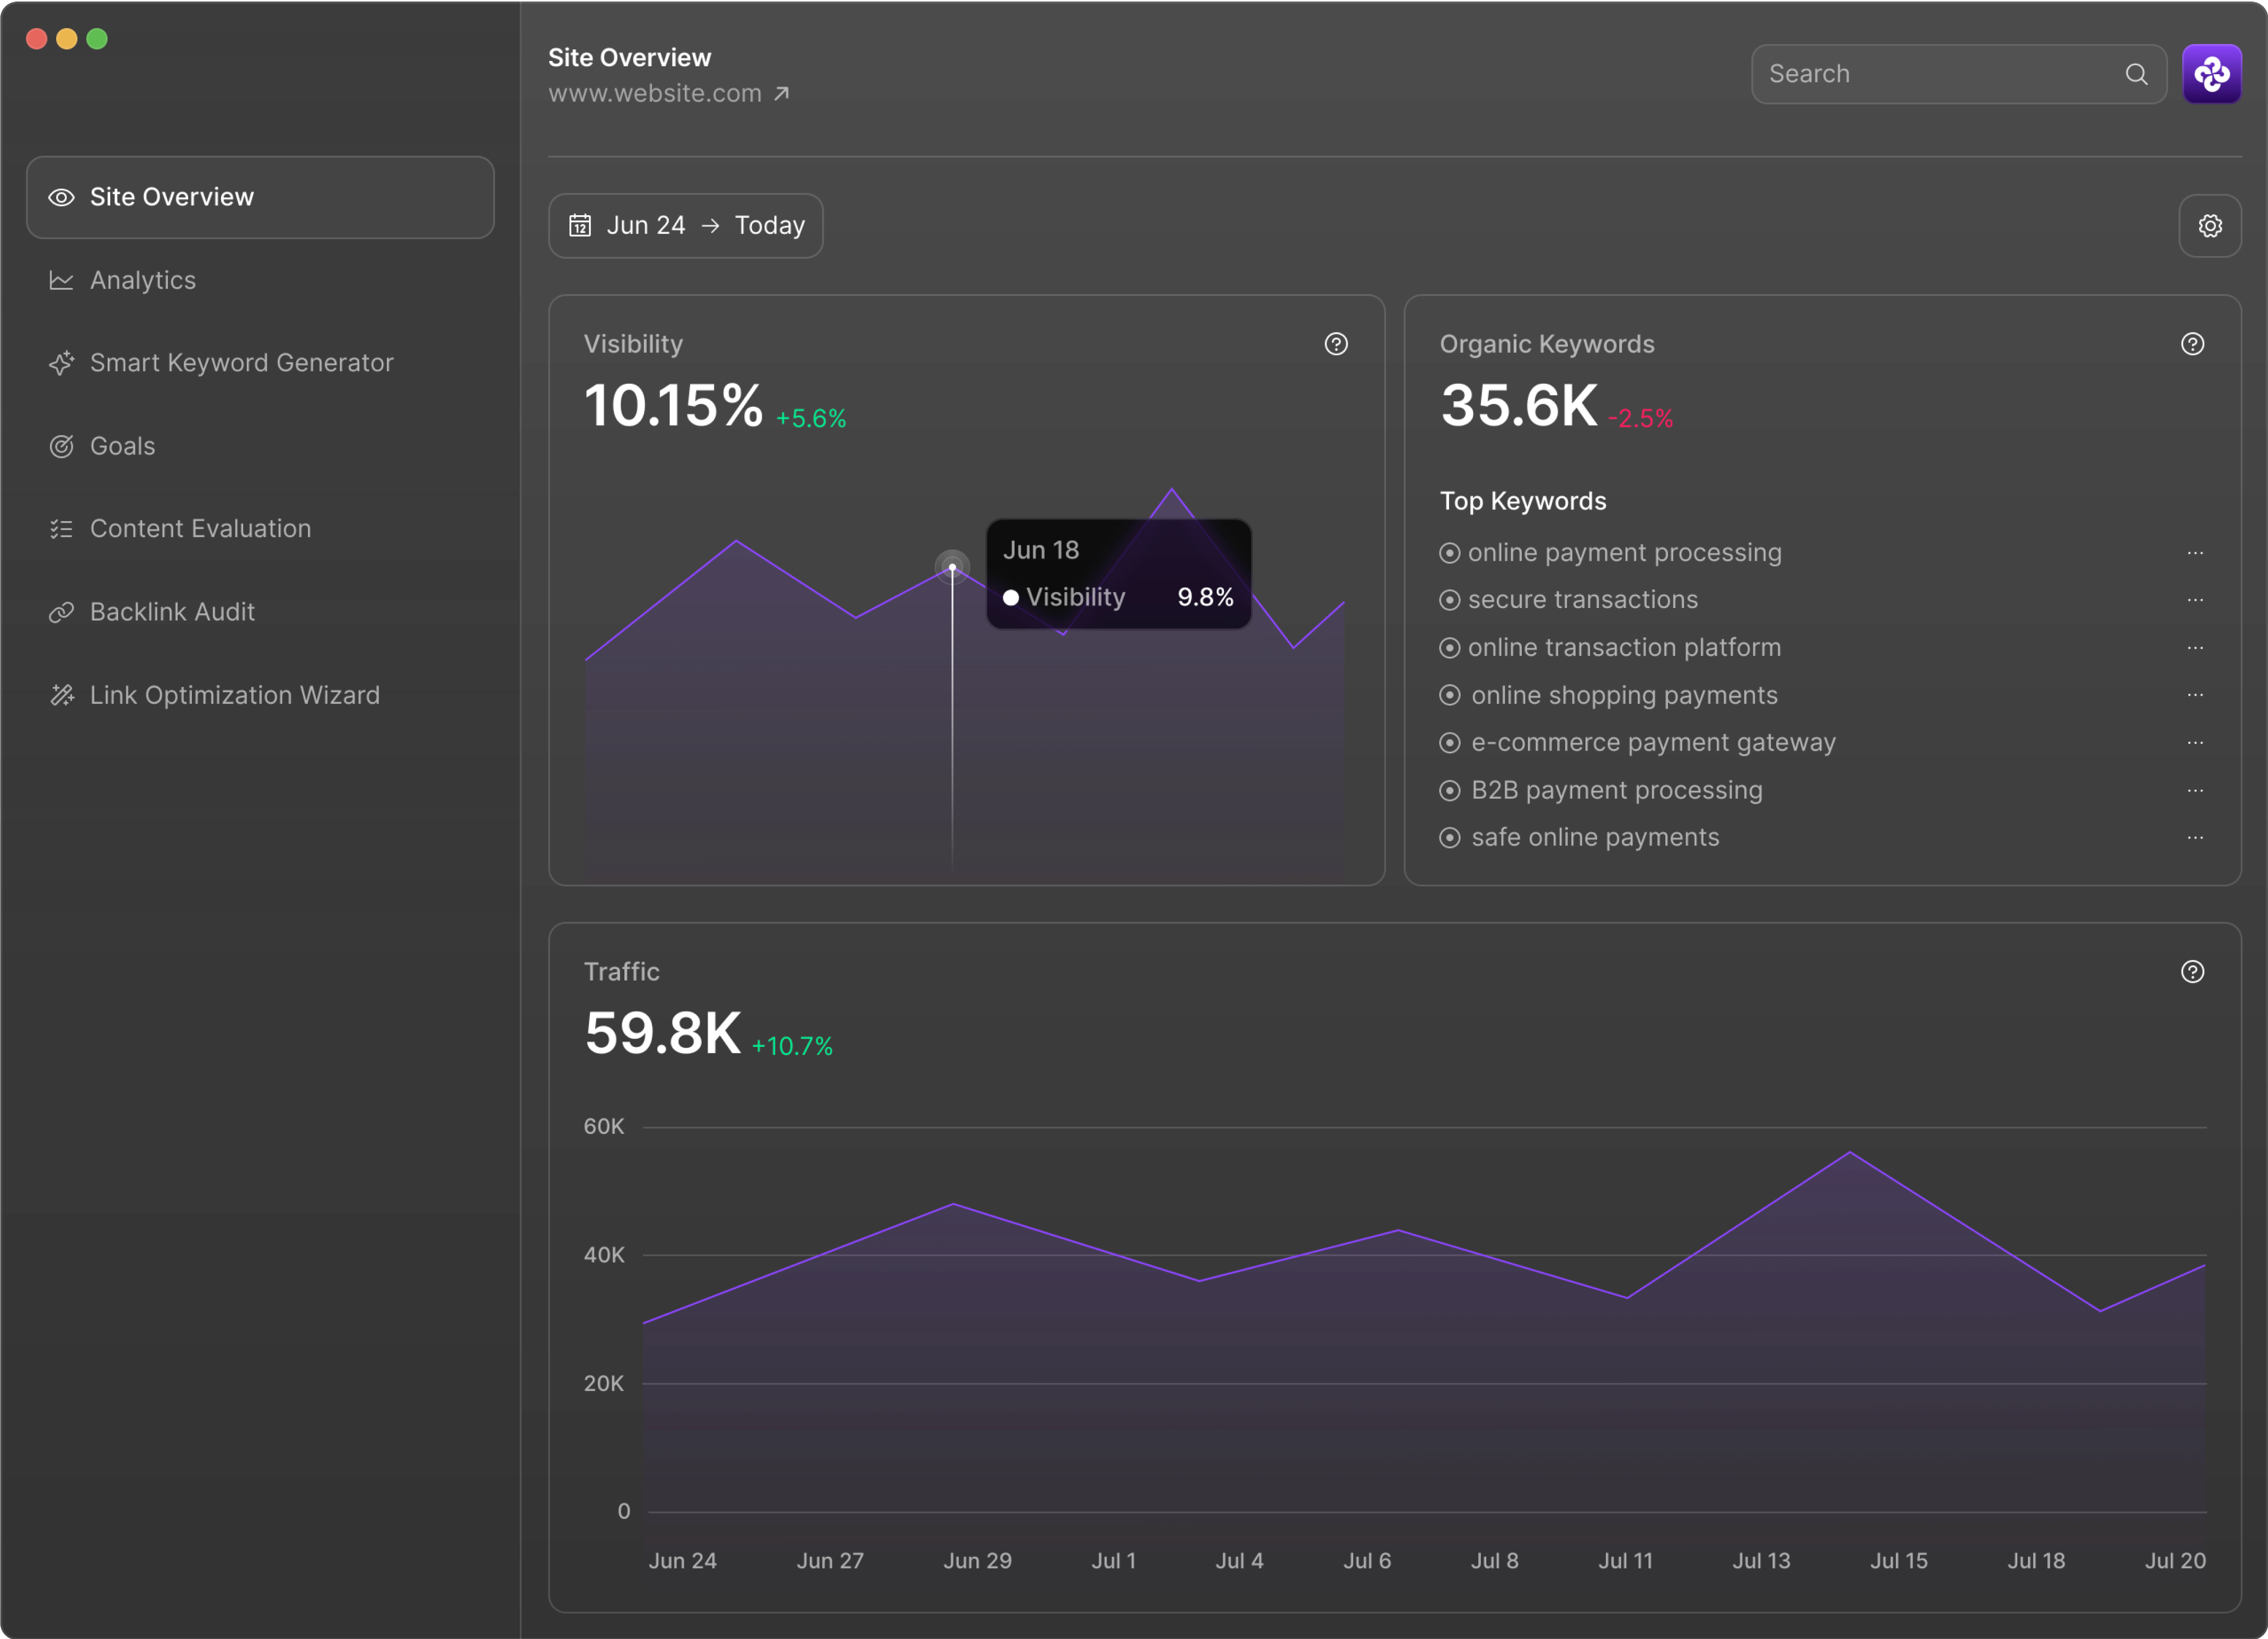 Site Overview
www.website.com
Search
Site Overview
Analytics
Smart Keyword Generator
Goals
Content Evaluation
Backlink Audit
Link Optimization Wizard
12 Jun 24 → Today
Visibility
10.15% +5.6%
Jun 18
Visibility 9.8%
Organic Keywords
35.6K -2.5%
Top Keywords
online payment processing
secure transactions
online transaction platform
online shopping payments
e-commerce payment gateway
B2B payment processing
safe online payments
Traffic
59.8K +10.7%
60K
40K
20K
0
Jun 24 Jun 27 Jun 29 Jul 1 Jul 4 Jul 6 Jul 8 Jul 11 Jul 13 Jul 15 Jul 18 Jul 20